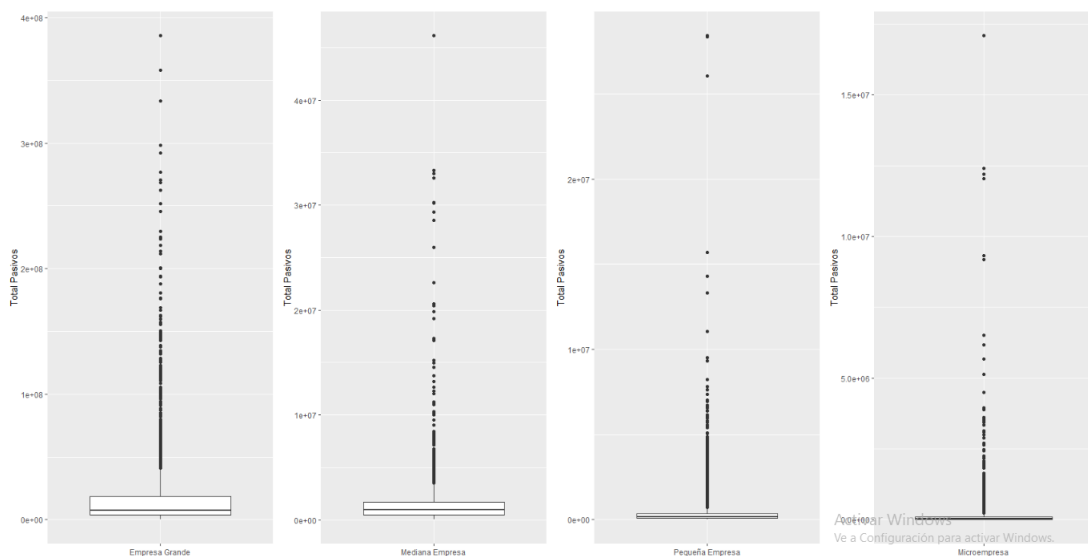 4e+08
3e+08
2e+08
1e+08
0e+00
Total Pasivos
Empresa Grande
4e+07
3e+07
2e+07
1e+07
0e+00
Total Pasivos
Mediana Empresa
2e+07
1e+07
0e+00
Total Pasivos
Pequeña Empresa
1.5e+07
1.0e+07
5.0e+06
0.0e+00
Total Pasivos
Microempresa
Activar Windows
Ve a Configuración para activar Windows.